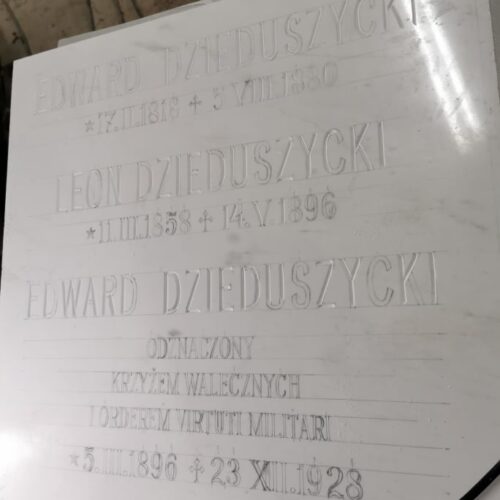 EDWARD DZIEDUSZYCKI
* 17.II.1818 † 5 VIII.1880
LEON DZIEDUSZYCKI
* 11.III.1858 † 14.V.1896
EDWARD DZIEDUSZYCKI
ODZNACZONY
KRZYŻEM WALECZNYCH
I ORDEREM VIRTUTI MILITARI
* 5.III.1896 † 23 XII.1928